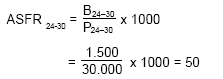 ASFR 24-30 = B24–30 / P24–30 x 1000
= 1.500 / 30.000 x 1000 = 50